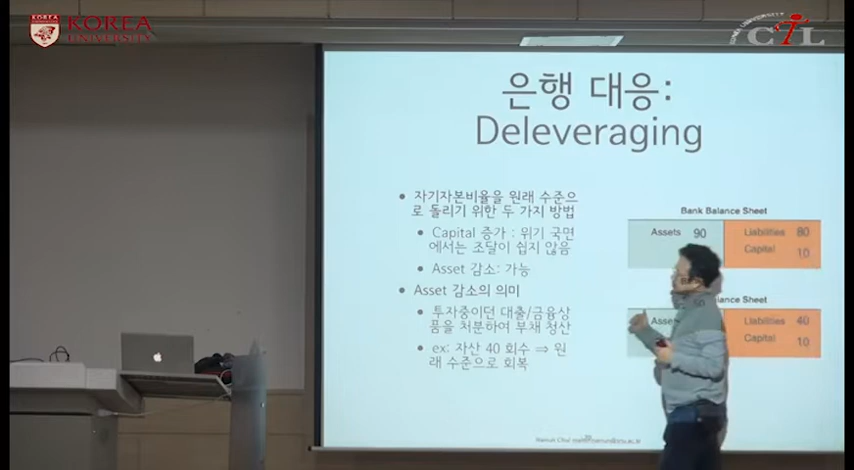 KOREA
UNIVERSITY
CTL
은행 대응:
Deleveraging
• 자기자본비율을 원래 수준으
로 돌리기 위한 두 가지 방법
• Capital 증가 : 위기 국면
에서는 조달이 쉽지 않음
• Asset 감소: 가능
• Asset 감소의 의미
• 투자중이던 대출/금융상
품을 처분하여 부채 청산
• ex: 자산 40 회수 ⇒ 원
래 수준으로 회복
Bank Balance Sheet
Assets 90 Liabilities 80
Capital 10
lance Sheet
Asse 50 Liabilities 40
Capital 10